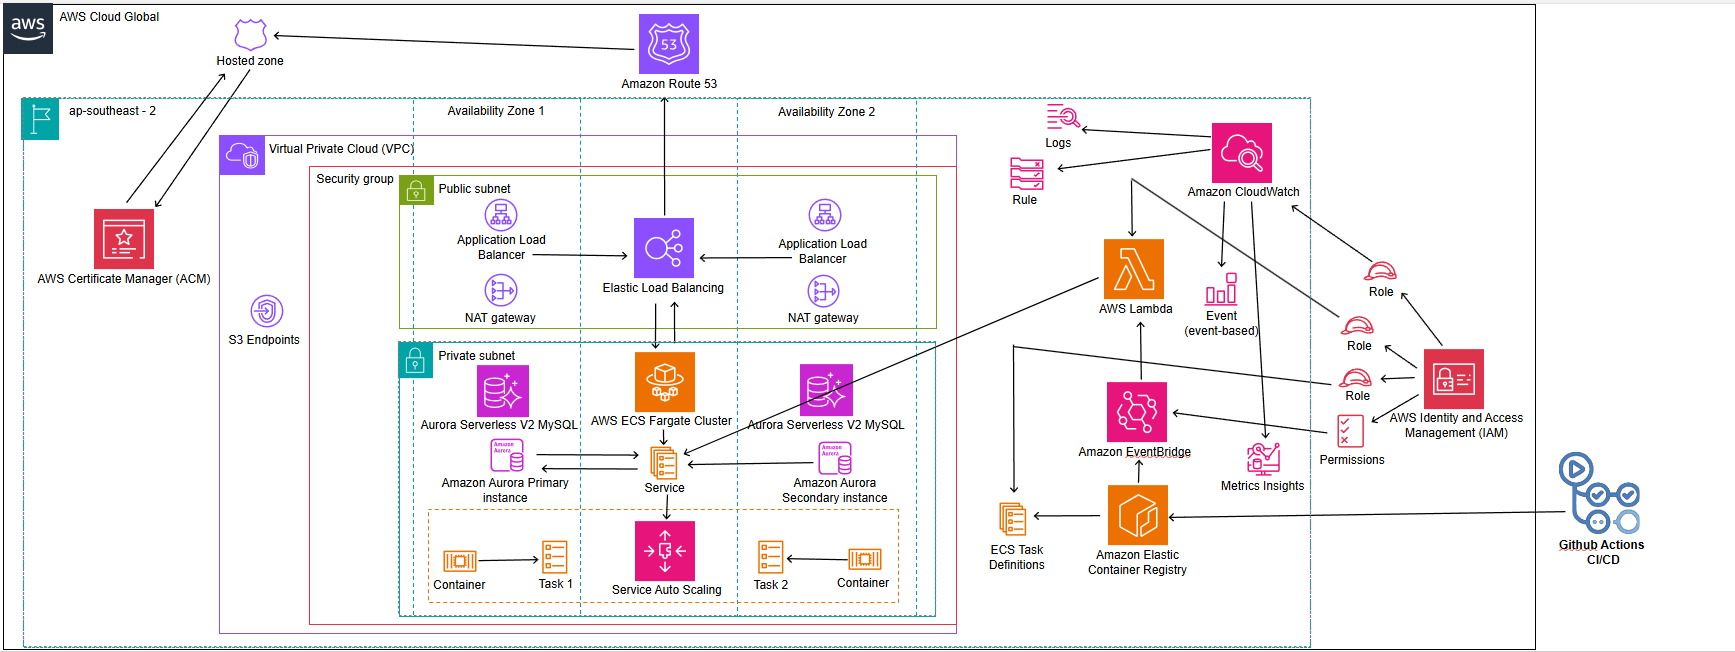 aws
AWS Cloud Global
Hosted zone
53
Amazon Route 53
ap-southeast - 2
Availability Zone 1
Availability Zone 2
Virtual Private Cloud (VPC)
Security group
Public subnet
Application Load
Balancer
Application Load
Balancer
Elastic Load Balancing
NAT gateway
NAT gateway
AWS Certificate Manager (ACM)
S3 Endpoints
Private subnet
Aurora Serverless V2 MySQL
AWS ECS Fargate Cluster
Aurora Serverless V2 MySQL
Amazon
Aurora
Amazon
Aurora
Amazon Aurora Primary
instance
Service
Amazon Aurora
Secondary instance
Container
Task 1
Service Auto Scaling
Task 2
Container
Logs
Rule
Amazon CloudWatch
AWS Lambda
Event
(event-based)
Role
Role
Role
AWS Identity and Access
Management (IAM)
Permissions
Amazon EventBridge
Metrics Insights
ECS Task
Definitions
Amazon Elastic
Container Registry
Github Actions
CI/CD